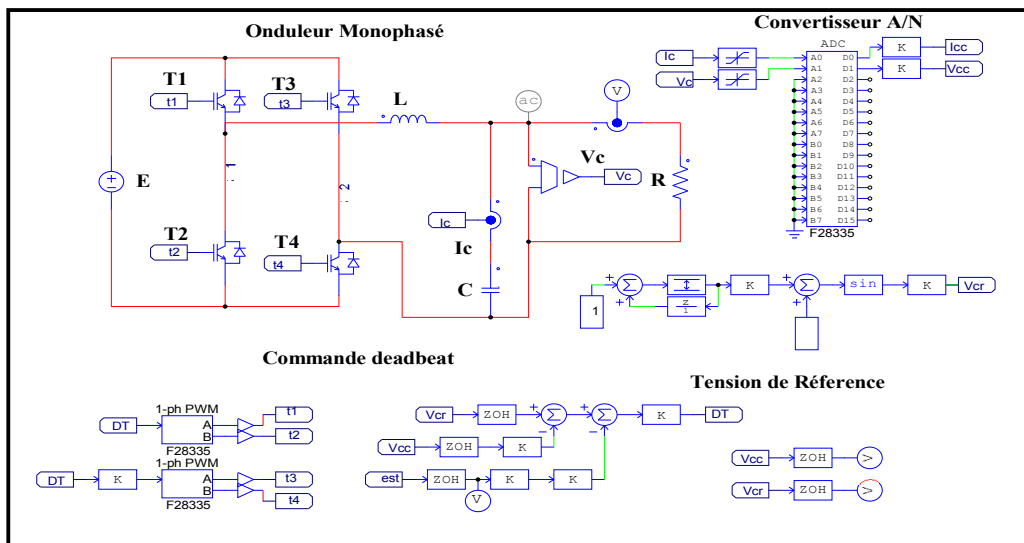 Onduleur Monophasé
Convertisseur A/N
T1
t1
T3
t3
E
T2
t2
T4
t4
1
2
L
ac
V
Vc
Vc
R
Ic
Ic
C
ADC
Ic
Vc
A0 D0
A1 D1
A2 D2
A3 D3
A4 D4
A5 D5
A6 D6
A7 D7
B0 D8
B1 D9
B2 D10
B3 D11
B4 D12
B5 D13
B6 D14
B7 D15
F28335
K
Icc
K
Vcc
1
z
1
K
sin
K
Vcr
Commande deadbeat
Tension de Réference
1-ph PWM
DT
A
B
t1
t2
F28335
1-ph PWM
DT
K
A
B
t3
t4
F28335
Vcr
ZOH
Σ
Σ
K
DT
Vcc
ZOH
K
est
ZOH
V
K
K
Vcc
ZOH
V
Vcr
ZOH
V